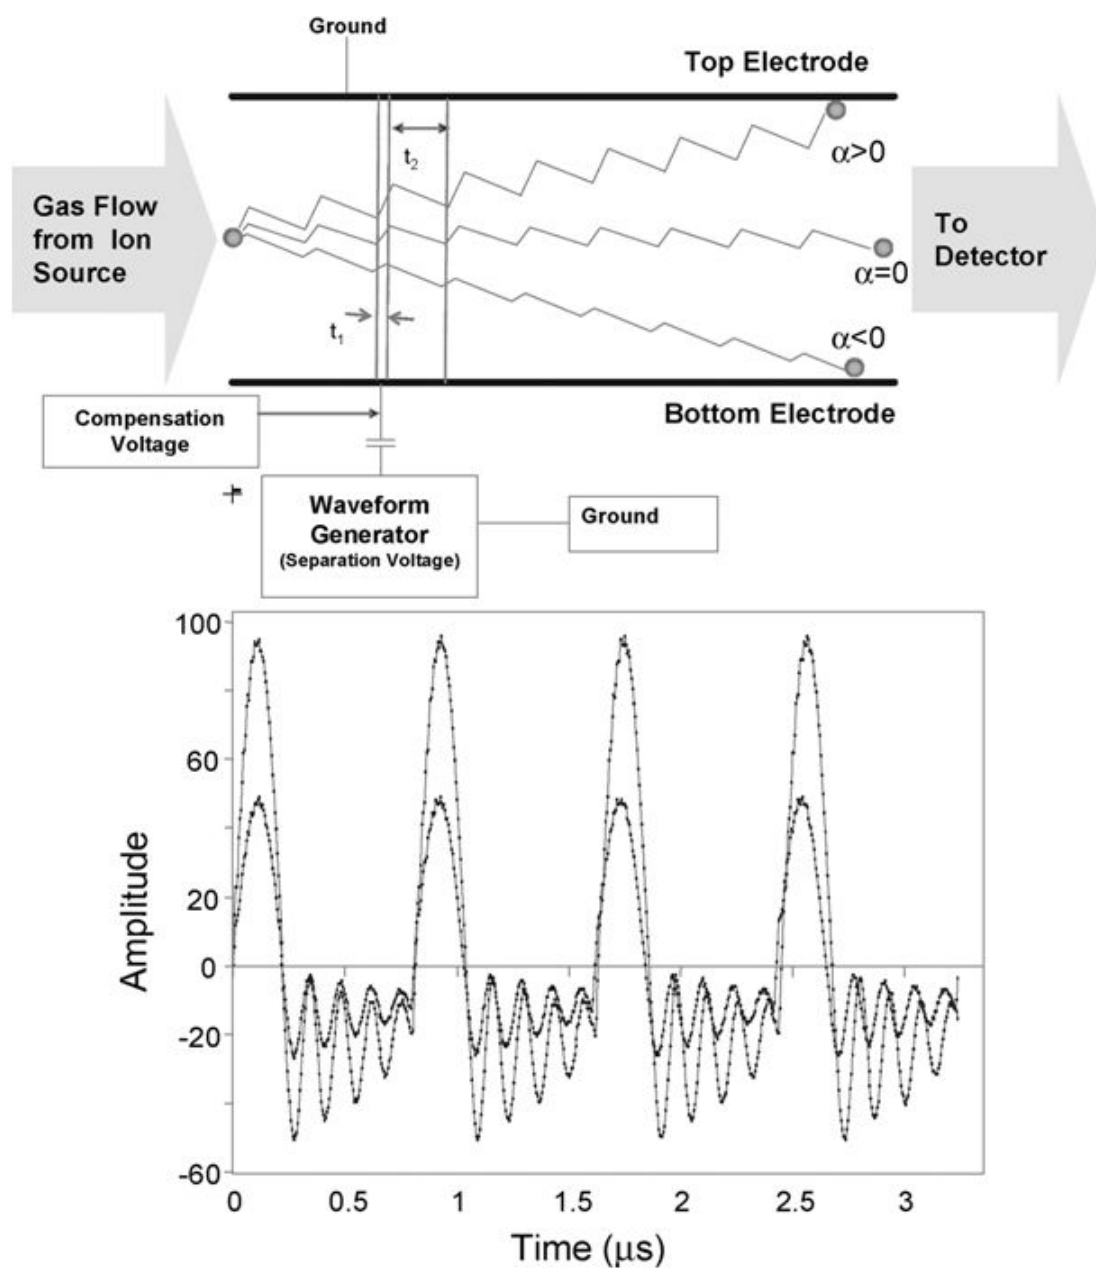 Ground
Top Electrode
t2
α>0
Gas Flow
from Ion
Source
To
Detector
α=0
t1
α<0
Bottom Electrode
Compensation
Voltage
Waveform
Generator
(Separation Voltage)
Ground
100
60
20
0
-20
-60
Amplitude
0 0.5 1 1.5 2 2.5 3
Time (μs)